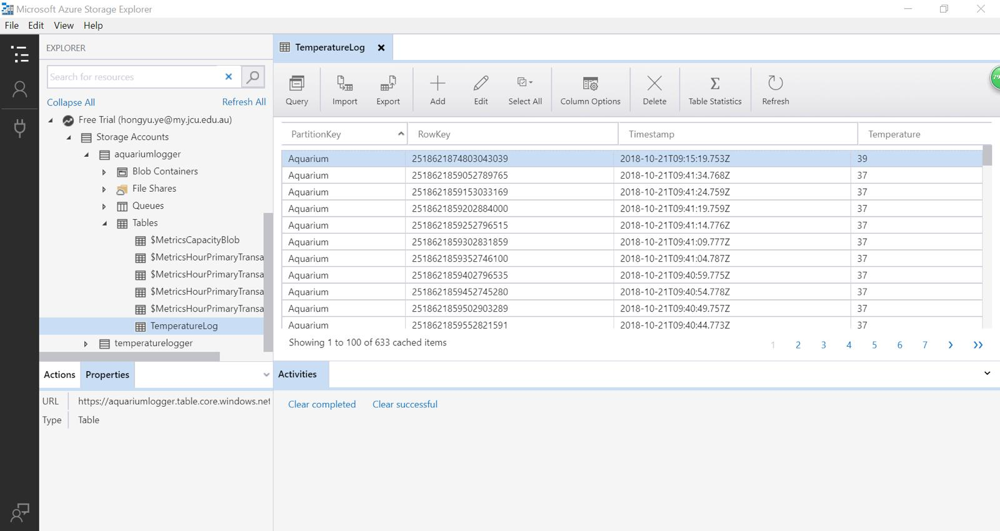 Microsoft Azure Storage Explorer
File Edit View Help
EXPLORER
Search for resources
Collapse All Refresh All
Free Trial (hongyu.ye@my.jcu.edu.au)
Storage Accounts
aquariumlogger
Blob Containers
File Shares
Queues
Tables
$MetricsCapacityBlob
$MetricsHourPrimaryTransa
$MetricsHourPrimaryTransa
$MetricsHourPrimaryTransa
$MetricsHourPrimaryTransa
TemperatureLog
temperaturelogger
Actions Properties
URL https://aquariumlogger.table.core.windows.net
Type Table
TemperatureLog
Query Import Export Add Edit Select All Column Options Delete Table Statistics Refresh
79
PartitionKey RowKey Timestamp Temperature
Aquarium 2518621874803043039 2018-10-21T09:15:19.753Z 39
Aquarium 2518621859052789765 2018-10-21T09:41:34.768Z 37
Aquarium 2518621859153033169 2018-10-21T09:41:24.759Z 37
Aquarium 2518621859202884000 2018-10-21T09:41:19.759Z 37
Aquarium 2518621859252796515 2018-10-21T09:41:14.776Z 37
Aquarium 2518621859302831859 2018-10-21T09:41:09.777Z 37
Aquarium 2518621859352746100 2018-10-21T09:41:04.787Z 37
Aquarium 2518621859402796535 2018-10-21T09:40:59.775Z 37
Aquarium 2518621859452745280 2018-10-21T09:40:54.778Z 37
Aquarium 2518621859502903289 2018-10-21T09:40:49.757Z 37
Aquarium 2518621859552821591 2018-10-21T09:40:44.773Z 37
Showing 1 to 100 of 633 cached items
1 2 3 4 5 6 7
Activities
Clear completed Clear successful